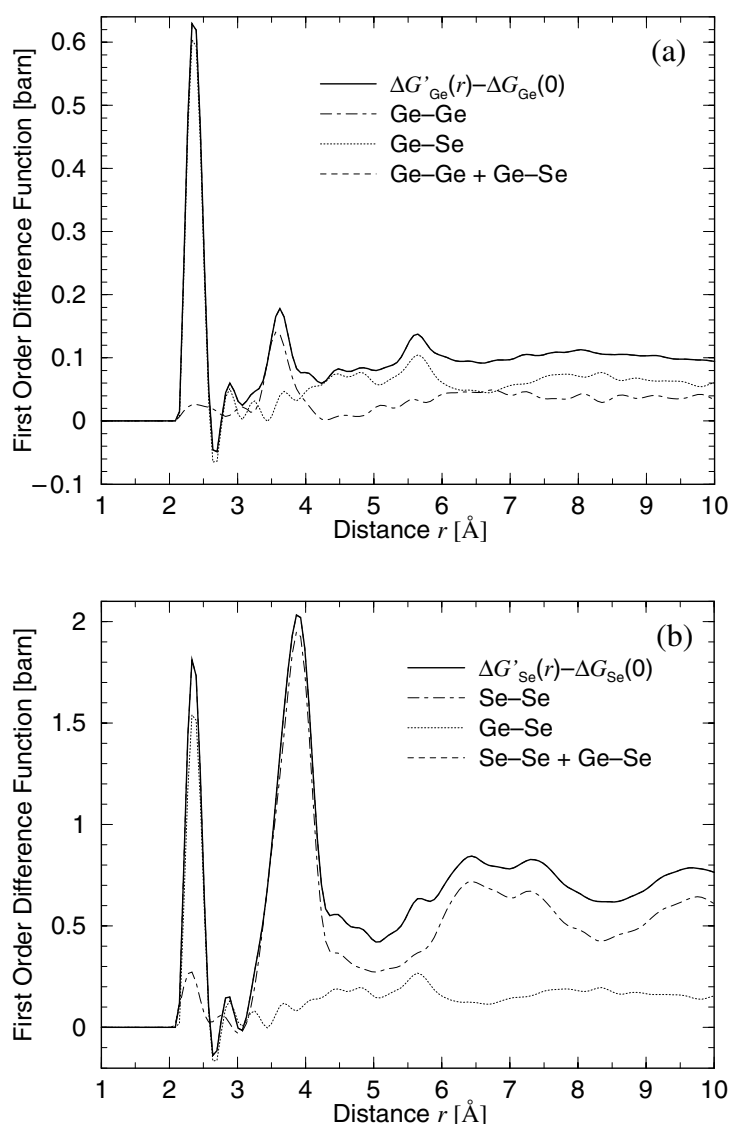 (a)
ΔG'Ge(r)−ΔGGe(0)
Ge–Ge
Ge–Se
Ge–Ge + Ge–Se
First Order Difference Function [barn]
0.6
0.5
0.4
0.3
0.2
0.1
0
−0.1
1 2 3 4 5 6 7 8 9 10
Distance r [Å]
(b)
ΔG'Se(r)−ΔGSe(0)
Se–Se
Ge–Se
Se–Se + Ge–Se
First Order Difference Function [barn]
2
1.5
1
0.5
0
1 2 3 4 5 6 7 8 9 10
Distance r [Å]